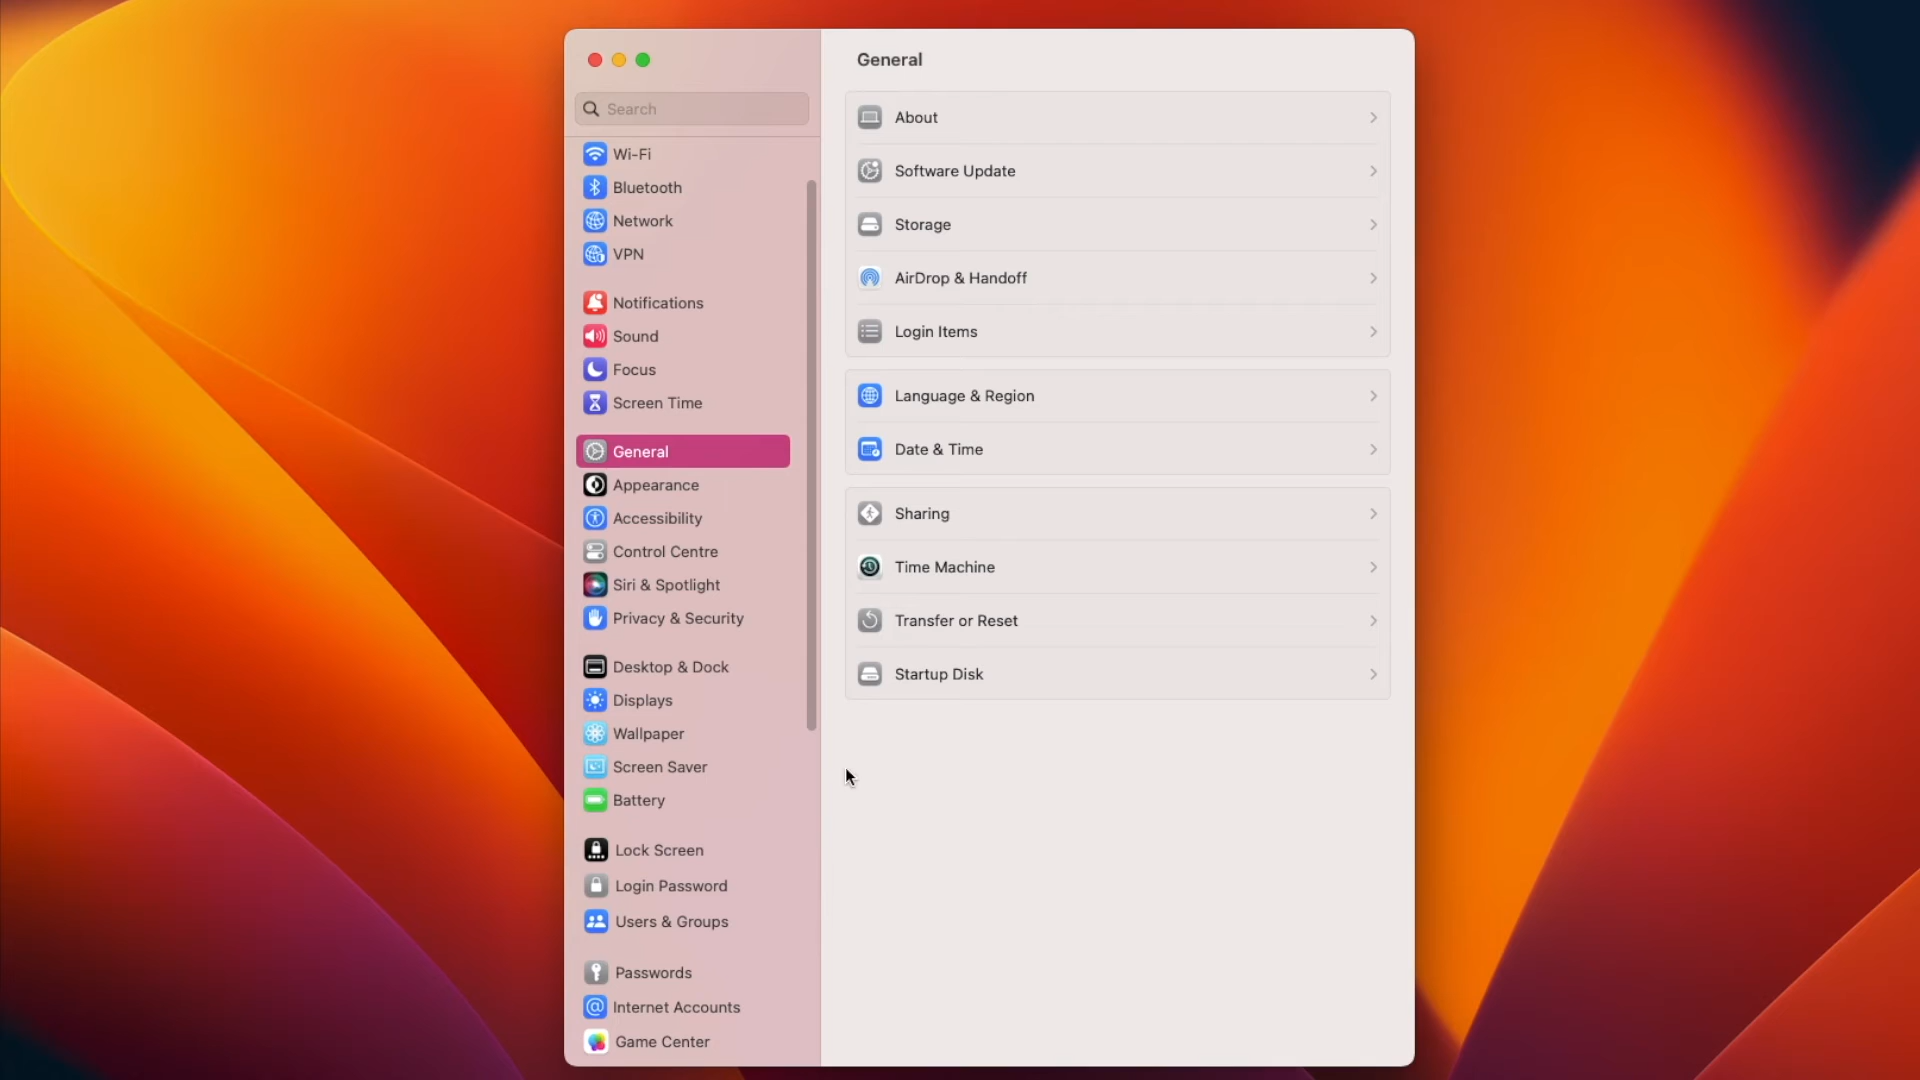 Search
Wi-Fi
Bluetooth
Network
VPN
Notifications
Sound
Focus
Screen Time
General
Appearance
Accessibility
Control Centre
Siri & Spotlight
Privacy & Security
Desktop & Dock
Displays
Wallpaper
Screen Saver
Battery
Lock Screen
Login Password
Users & Groups
Passwords
Internet Accounts
Game Center
General
About
Software Update
Storage
AirDrop & Handoff
Login Items
Language & Region
Date & Time
Sharing
Time Machine
Transfer or Reset
Startup Disk